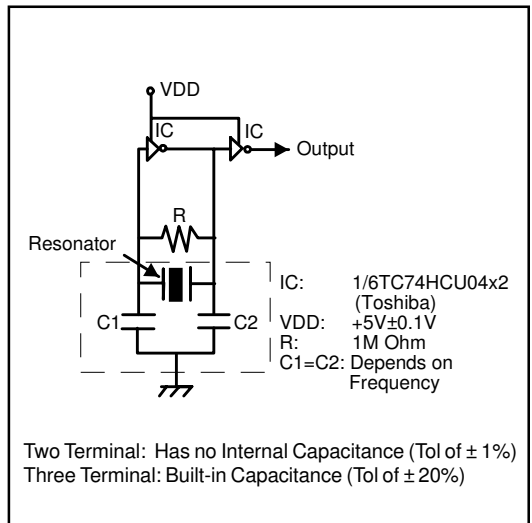 VDD
IC
IC
Output
R
Resonator
C1
C2
IC: 1/6TC74HCU04x2
(Toshiba)
VDD: +5V±0.1V
R: 1M Ohm
C1=C2: Depends on
Frequency
Two Terminal: Has no Internal Capacitance (Tol of ± 1%)
Three Terminal: Built-in Capacitance (Tol of ± 20%)